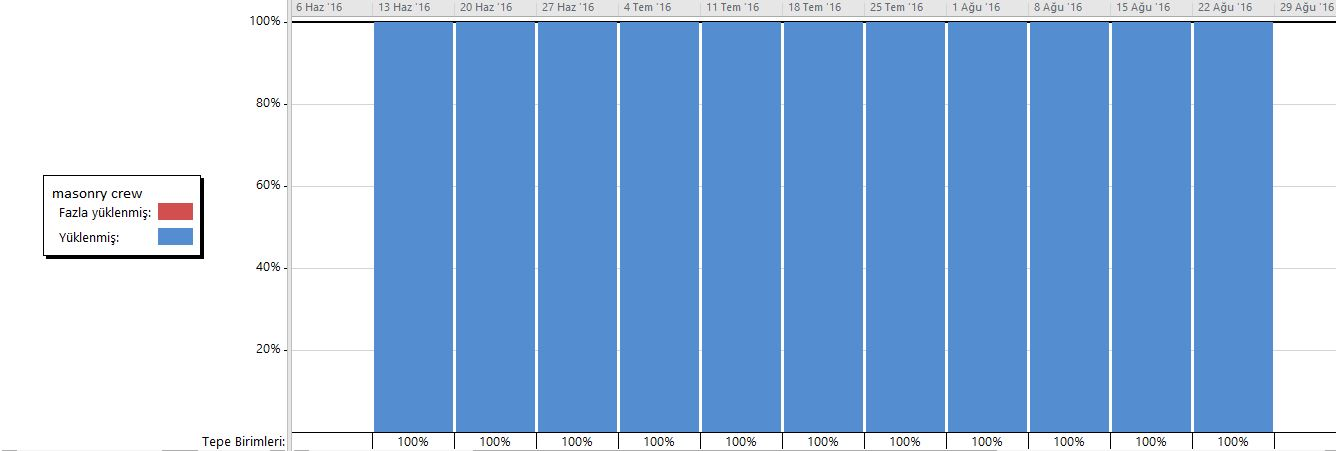 6 Haz '16 13 Haz '16 20 Haz '16 27 Haz '16 4 Tem '16 11 Tem '16 18 Tem '16 25 Tem '16 1 Ağu '16 8 Ağu '16 15 Ağu '16 22 Ağu '16 29 Ağu '16
100%
80%
60%
40%
20%
masonry crew
Fazla yüklenmiş:
Yüklenmiş:
Tepe Birimleri: 100% 100% 100% 100% 100% 100% 100% 100% 100% 100% 100%